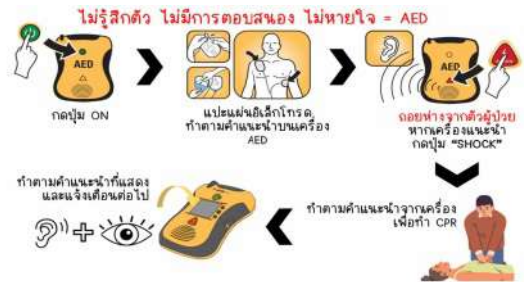 ไม่รู้สึกตัว ไม่มีการตอบสนอง ไม่หายใจ = AED
AED
กดปุ่ม ON
แปะแผ่นอิเล็กโทรด
ทำตามคำแนะนำบนเครื่อง
AED
AED
ถอยห่างจากตัวผู้ป่วย
หากเครื่องแนะนำ
กดปุ่ม "SHOCK"
ทำตามคำแนะนำจากเครื่อง
เพื่อทำ CPR
ทำตามคำแนะนำที่แสดง
และแจ้งเตือนต่อไป